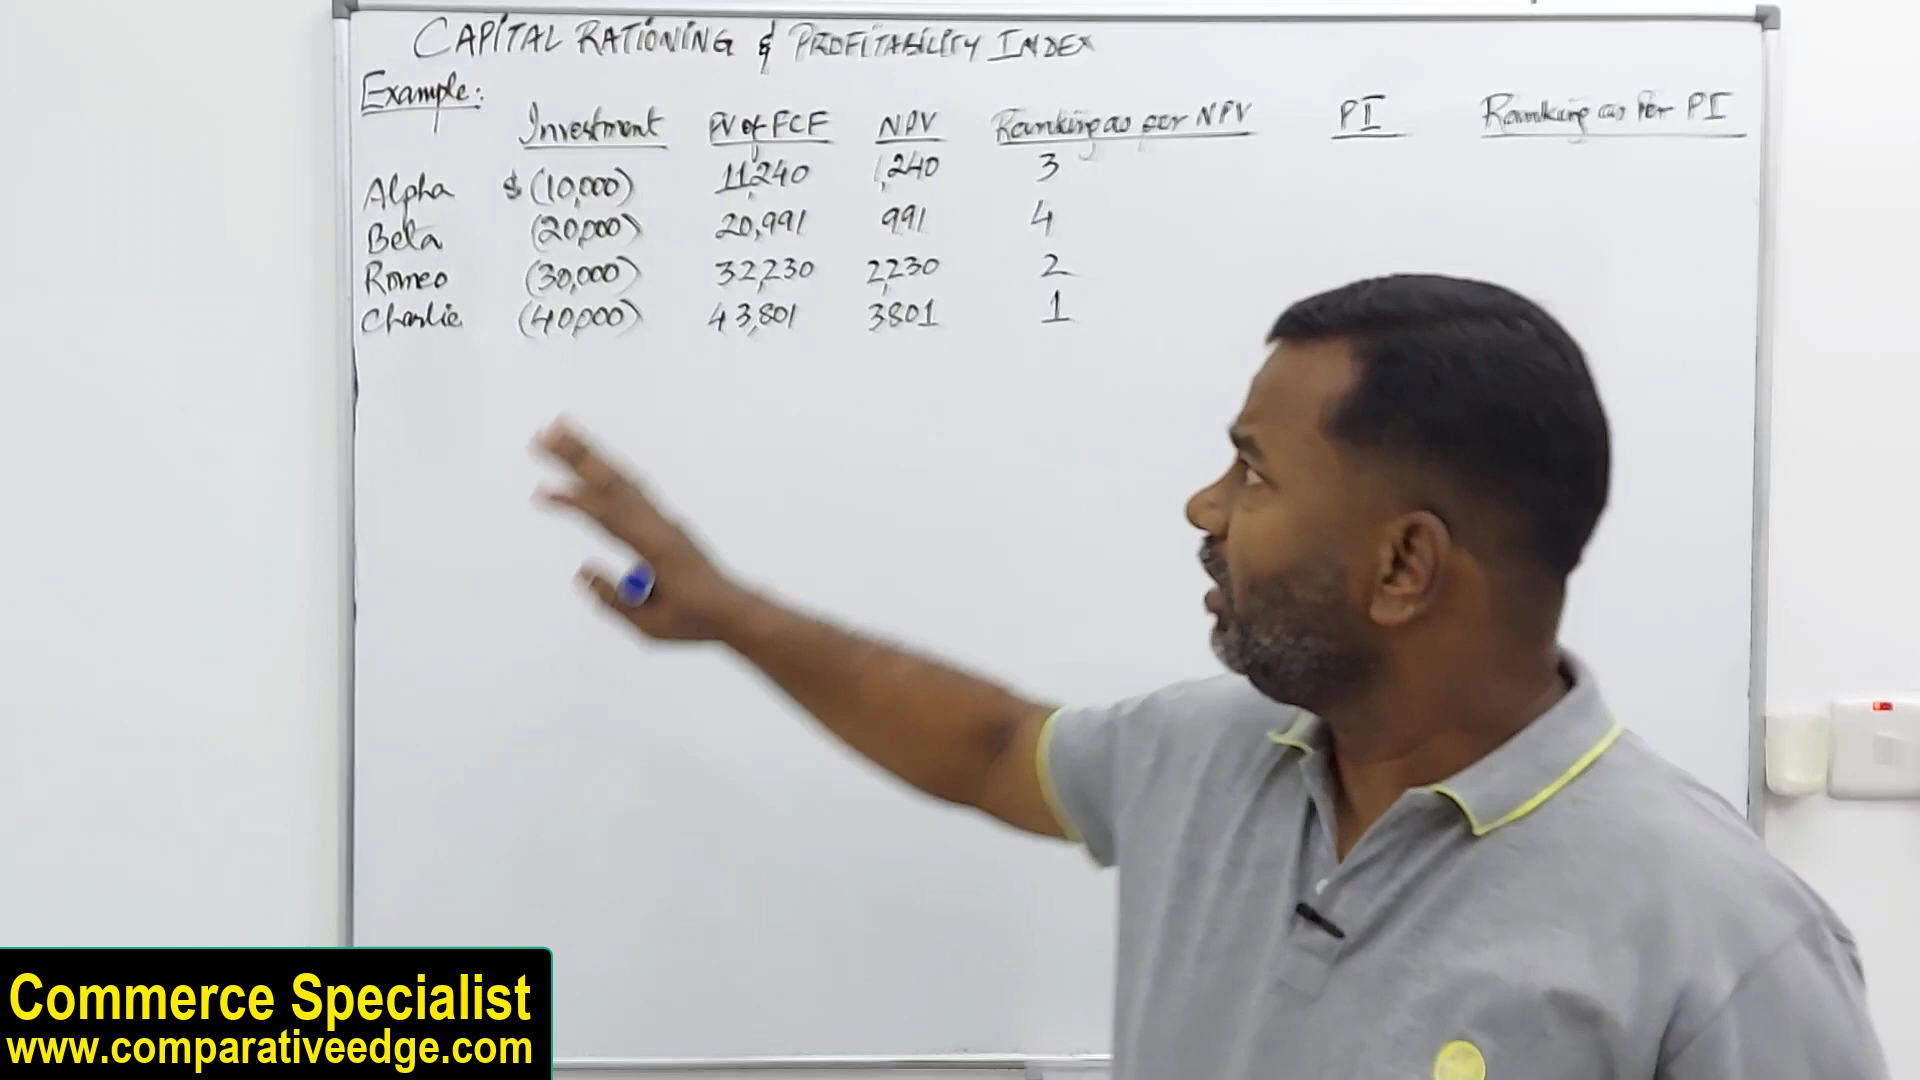 CAPITAL RATIONING & PROFITABILITY INDEX
Example:
Investment PV of FCF NPV Ranking as per NPV PI Ranking as Per PI
Alpha $ (10,000) 11,240 1,240 3
Beta (20,000) 20,991 991 4
Romeo (30,000) 32,230 2,230 2
Charlie (40,000) 43,801 3801 1
Commerce Specialist
www.comparativeedge.com